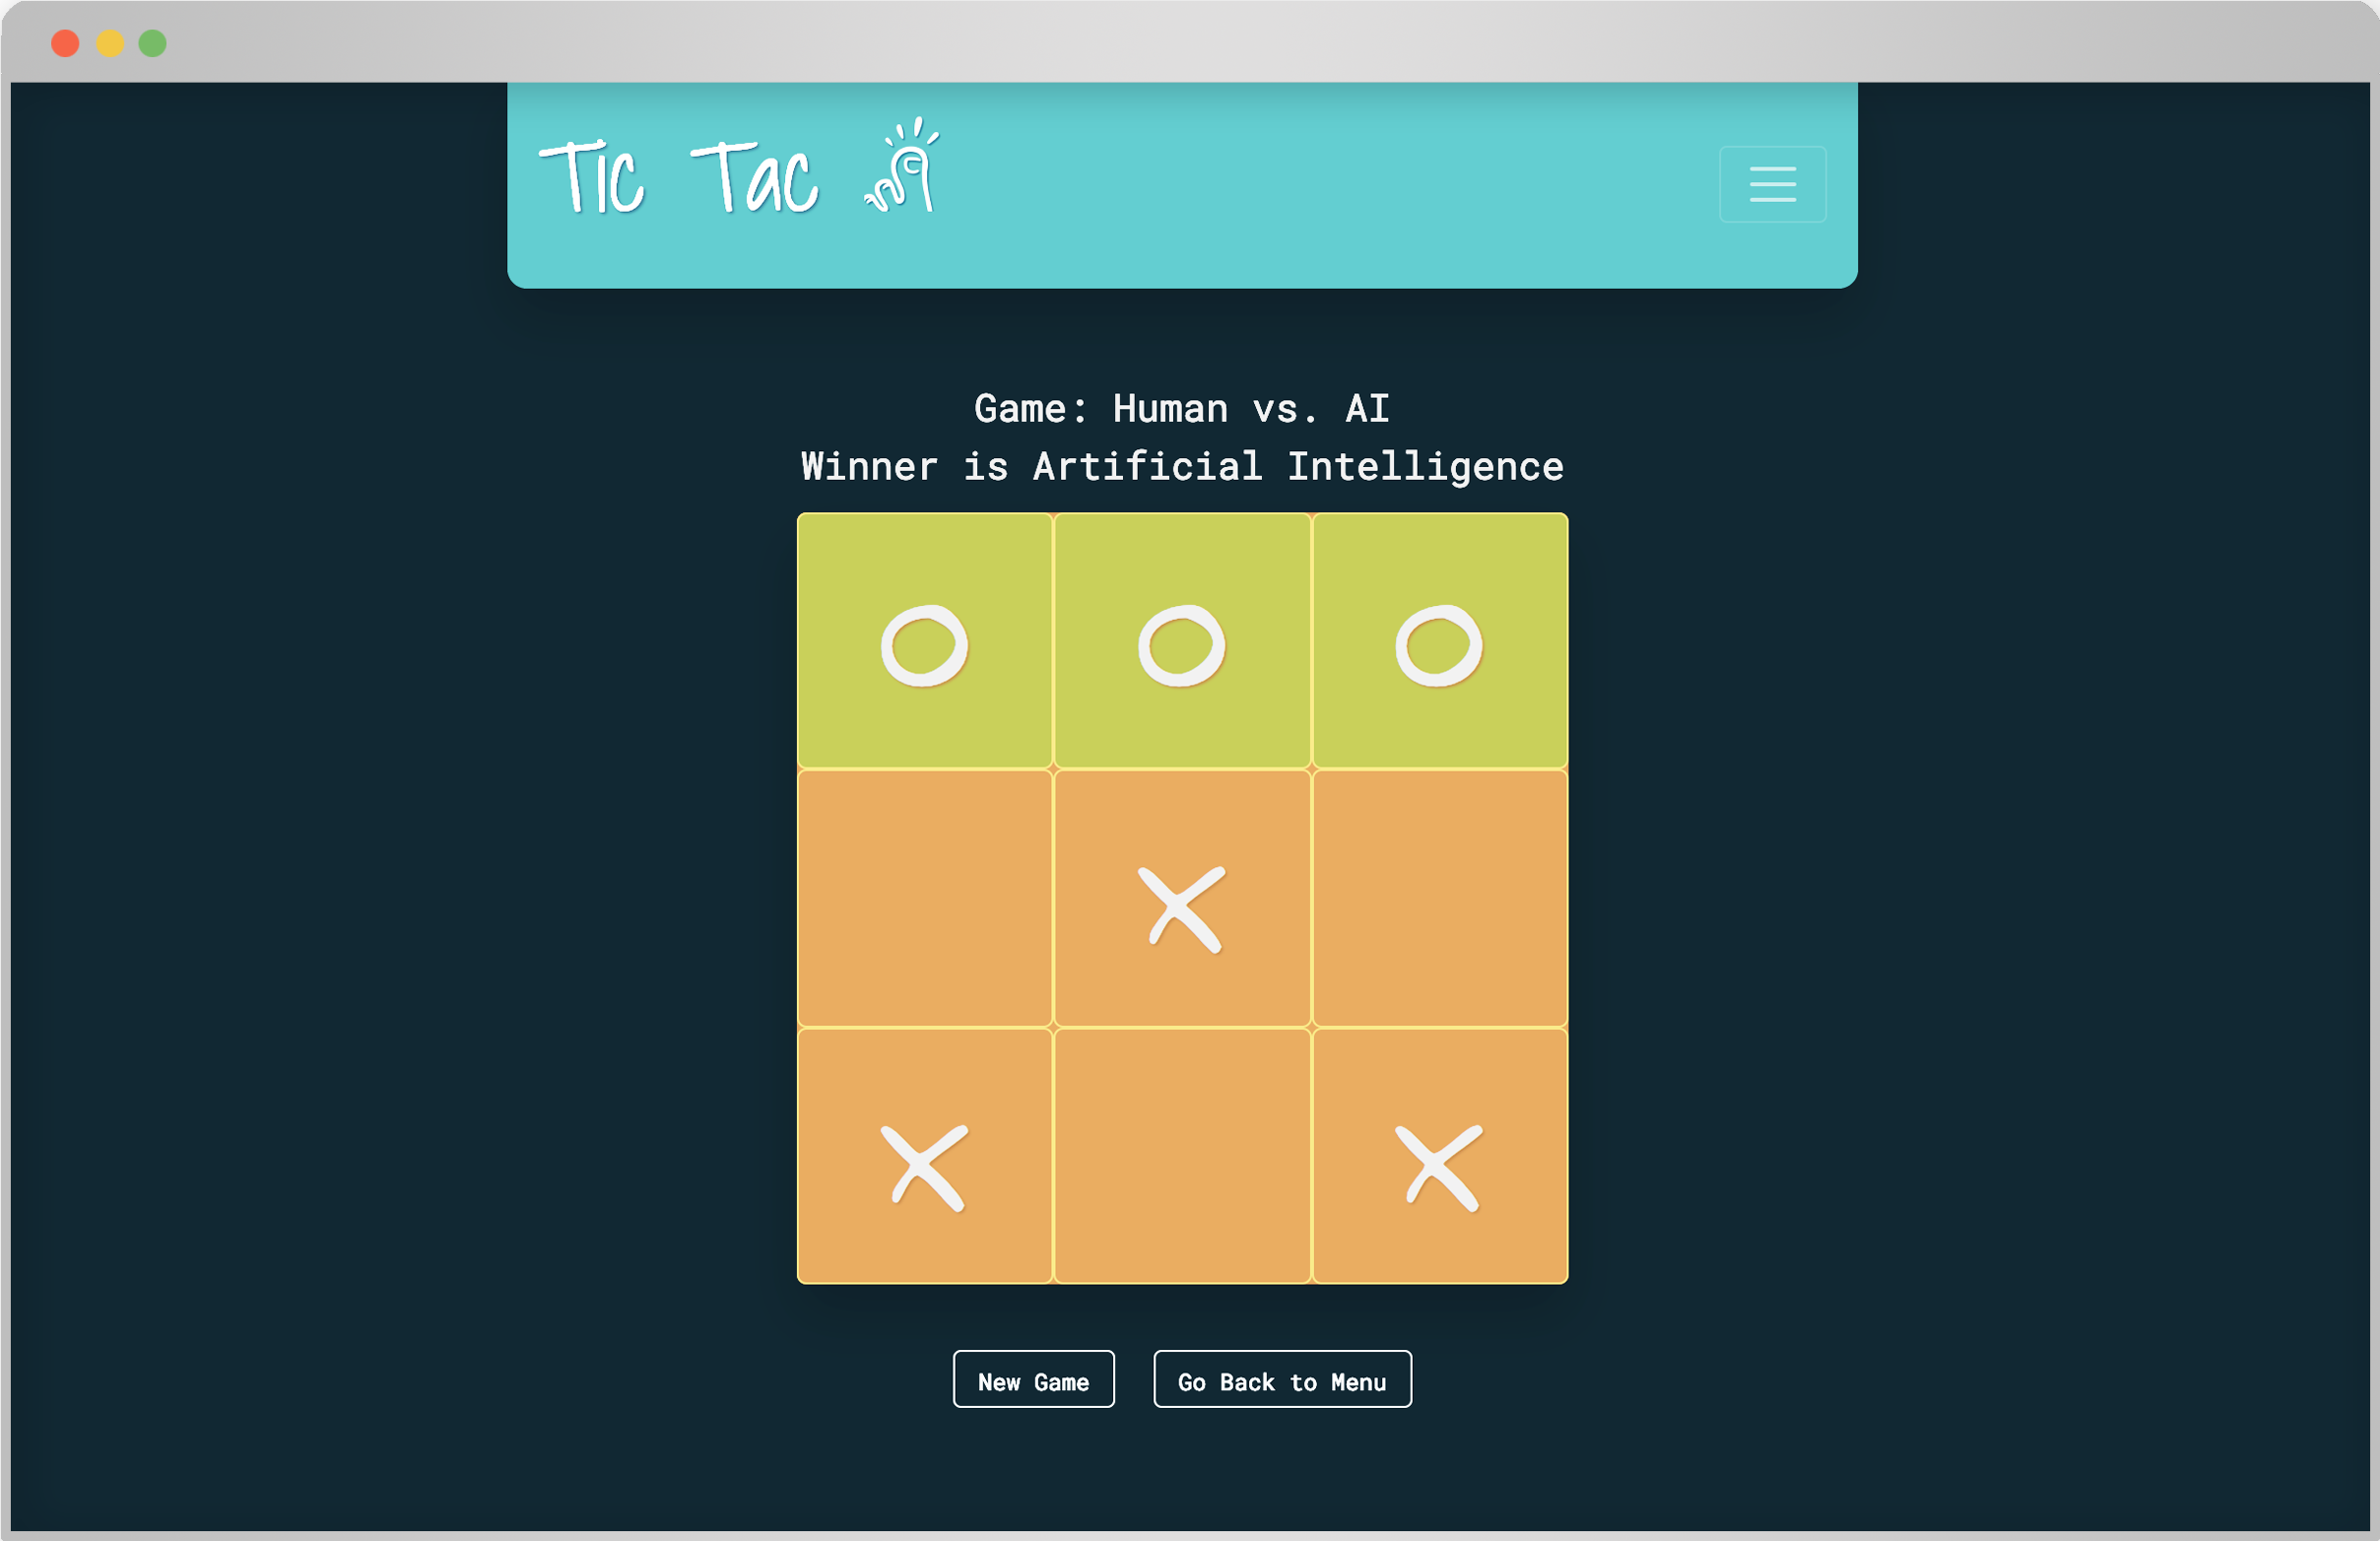 Tic Tac
Game: Human vs. AI
Winner is Artificial Intelligence
O O O
X
X X
New Game
Go Back to Menu